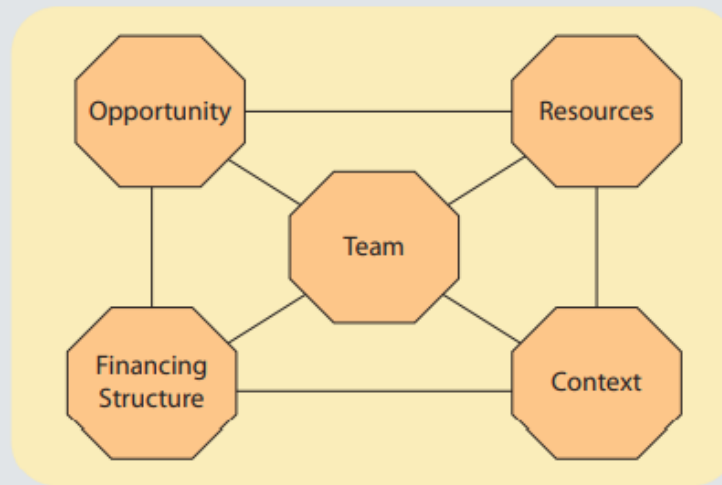 Opportunity
Resources
Team
Financing
Structure
Context